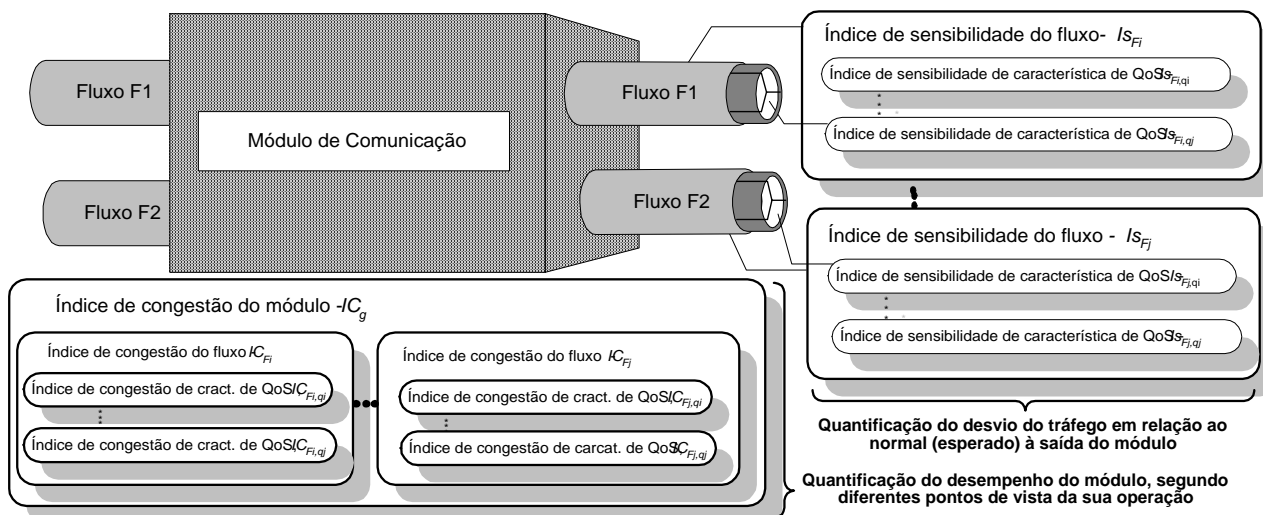 Fluxo F1
Fluxo F2
Módulo de Comunicação
Fluxo F1
Fluxo F2
Índice de sensibilidade do fluxo- Is_Fi
Índice de sensibilidade de característica de QoS Is_Fi,qi
Índice de sensibilidade de característica de QoS Is_Fi,qj
Índice de sensibilidade do fluxo - Is_Fj
Índice de sensibilidade de característica de QoS Is_Fj,qi
Índice de sensibilidade de característica de QoS Is_Fj,qj
Quantificação do desvio do tráfego em relação ao
normal (esperado) à saída do módulo
Índice de congestão do módulo -IC_g
Índice de congestão do fluxo IC_Fi
Índice de congestão de cract. de QoS, IC_Fi,qi
Índice de congestão de cract. de QoS, IC_Fi,qj
Índice de congestão do fluxo IC_Fj
Índice de congestão de cract. de QoS, IC_Fj,qi
Índice de congestão de carcat. de QoS, IC_Fj,qj
Quantificação do desempenho do módulo, segundo
diferentes pontos de vista da sua operação